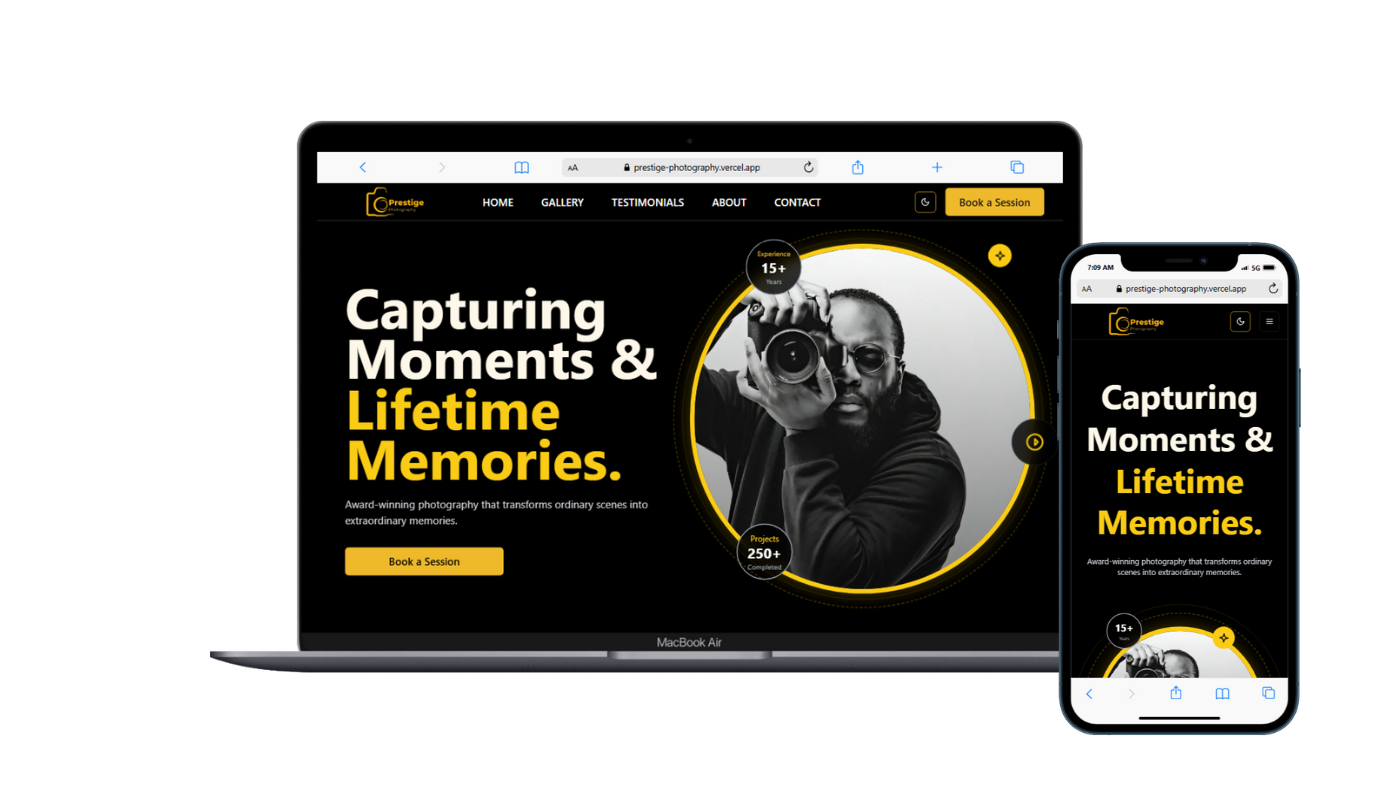 AA prestige-photography.vercel.app
Prestige
Photography
HOME GALLERY TESTIMONIALS ABOUT CONTACT
Book a Session
Experience
15+
Years
Capturing
Moments &
Lifetime
Memories.
Award-winning photography that transforms ordinary scenes into
extraordinary memories.
Book a Session
Projects
250+
Completed
MacBook Air
7:09 AM
5G
AA prestige-photography.vercel.app
Prestige
Photography
Capturing
Moments &
Lifetime
Memories.
Award-winning photography that transforms ordinary
scenes into extraordinary memories.
15+
Years